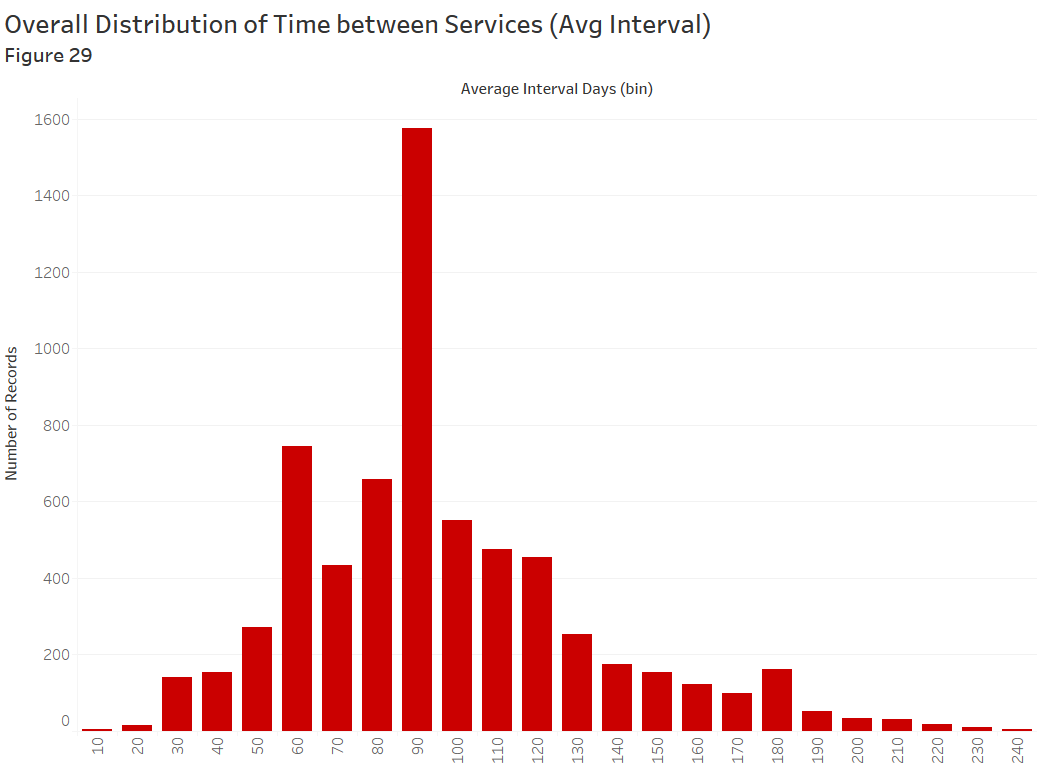 Overall Distribution of Time between Services (Avg Interval)
Figure 29
Average Interval Days (bin)
Number of Records
1600
1400
1200
1000
800
600
400
200
0
10 20 30 40 50 60 70 80 90 100 110 120 130 140 150 160 170 180 190 200 210 220 230 240